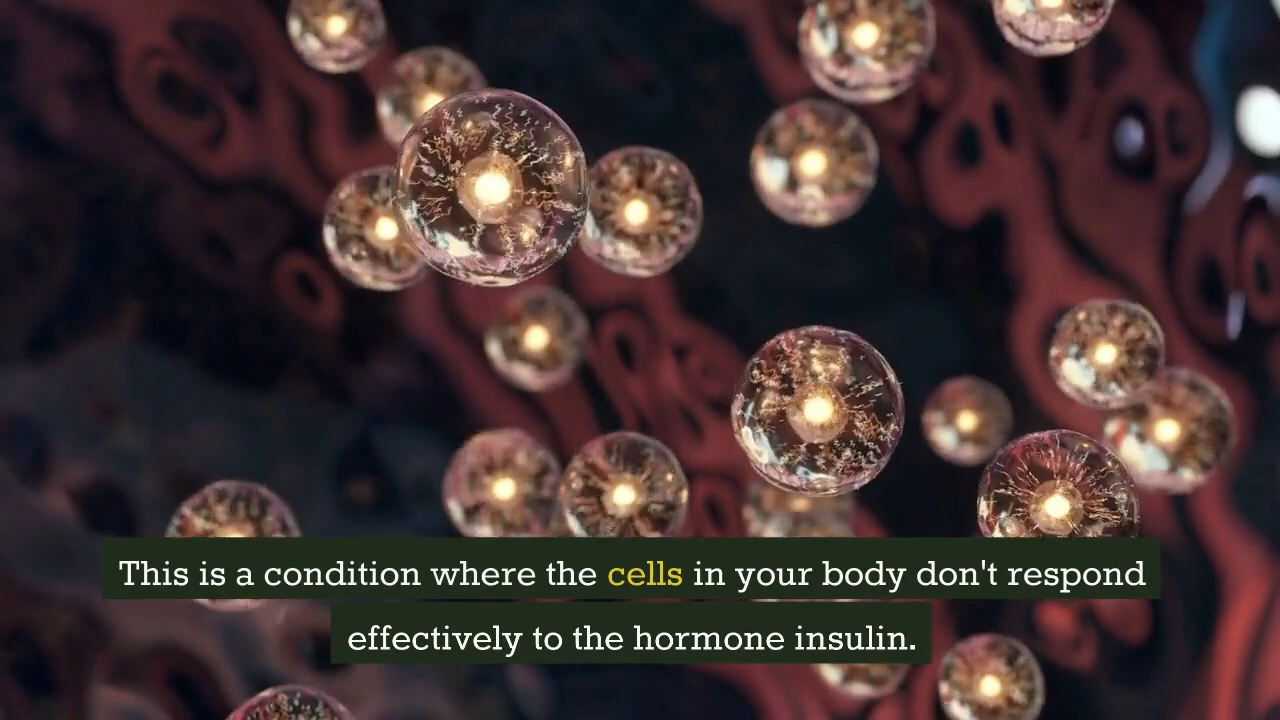 This is a condition where the cells in your body don't respond
effectively to the hormone insulin.